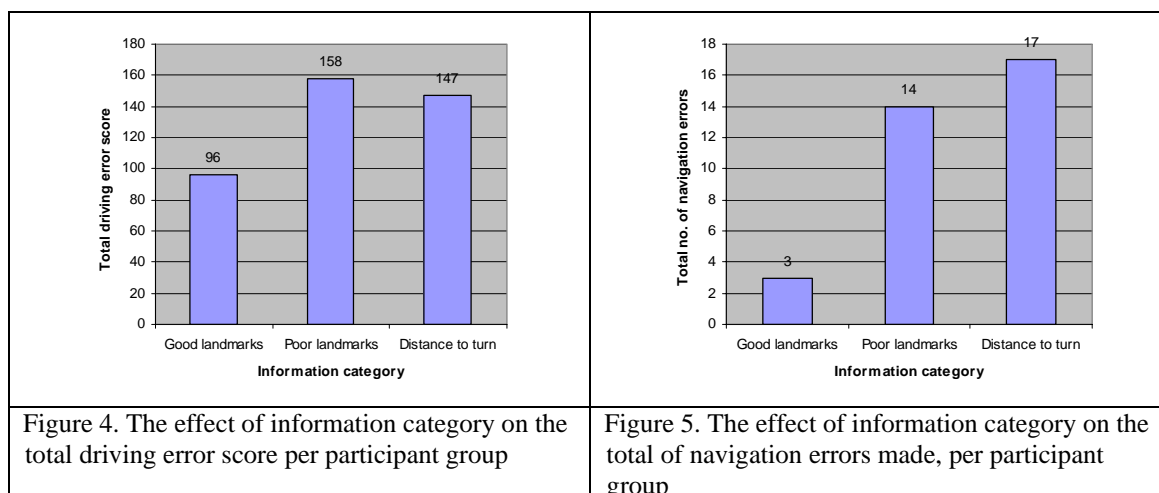 180
160
140
120
100
80
60
40
20
0
Total driving error score
96
158
147
Good landmarks Poor landmarks Distance to turn
Information category
Figure 4. The effect of information category on the
total driving error score per participant group
18
16
14
12
10
8
6
4
2
0
Total no. of navigation errors
3
14
17
Good landmarks Poor landmarks Distance to turn
Information category
Figure 5. The effect of information category on the
total of navigation errors made, per participant
group